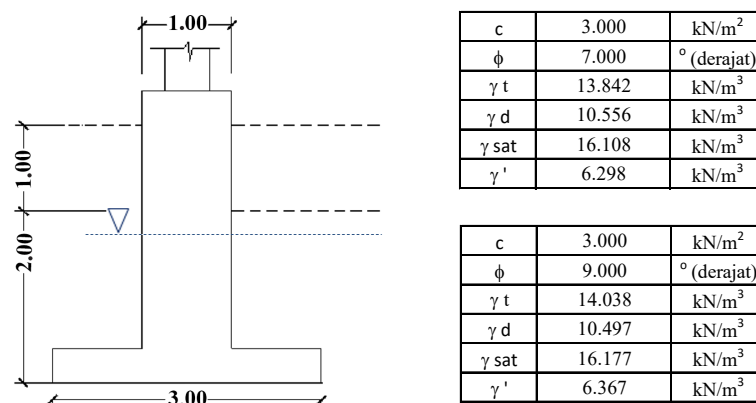 1.00
1.00
2.00
3.00
c 3.000 kN/m²
ϕ 7.000 ° (derajat)
γ t 13.842 kN/m³
γ d 10.556 kN/m³
γ sat 16.108 kN/m³
γ ' 6.298 kN/m³
c 3.000 kN/m²
ϕ 9.000 ° (derajat)
γ t 14.038 kN/m³
γ d 10.497 kN/m³
γ sat 16.177 kN/m³
γ ' 6.367 kN/m³